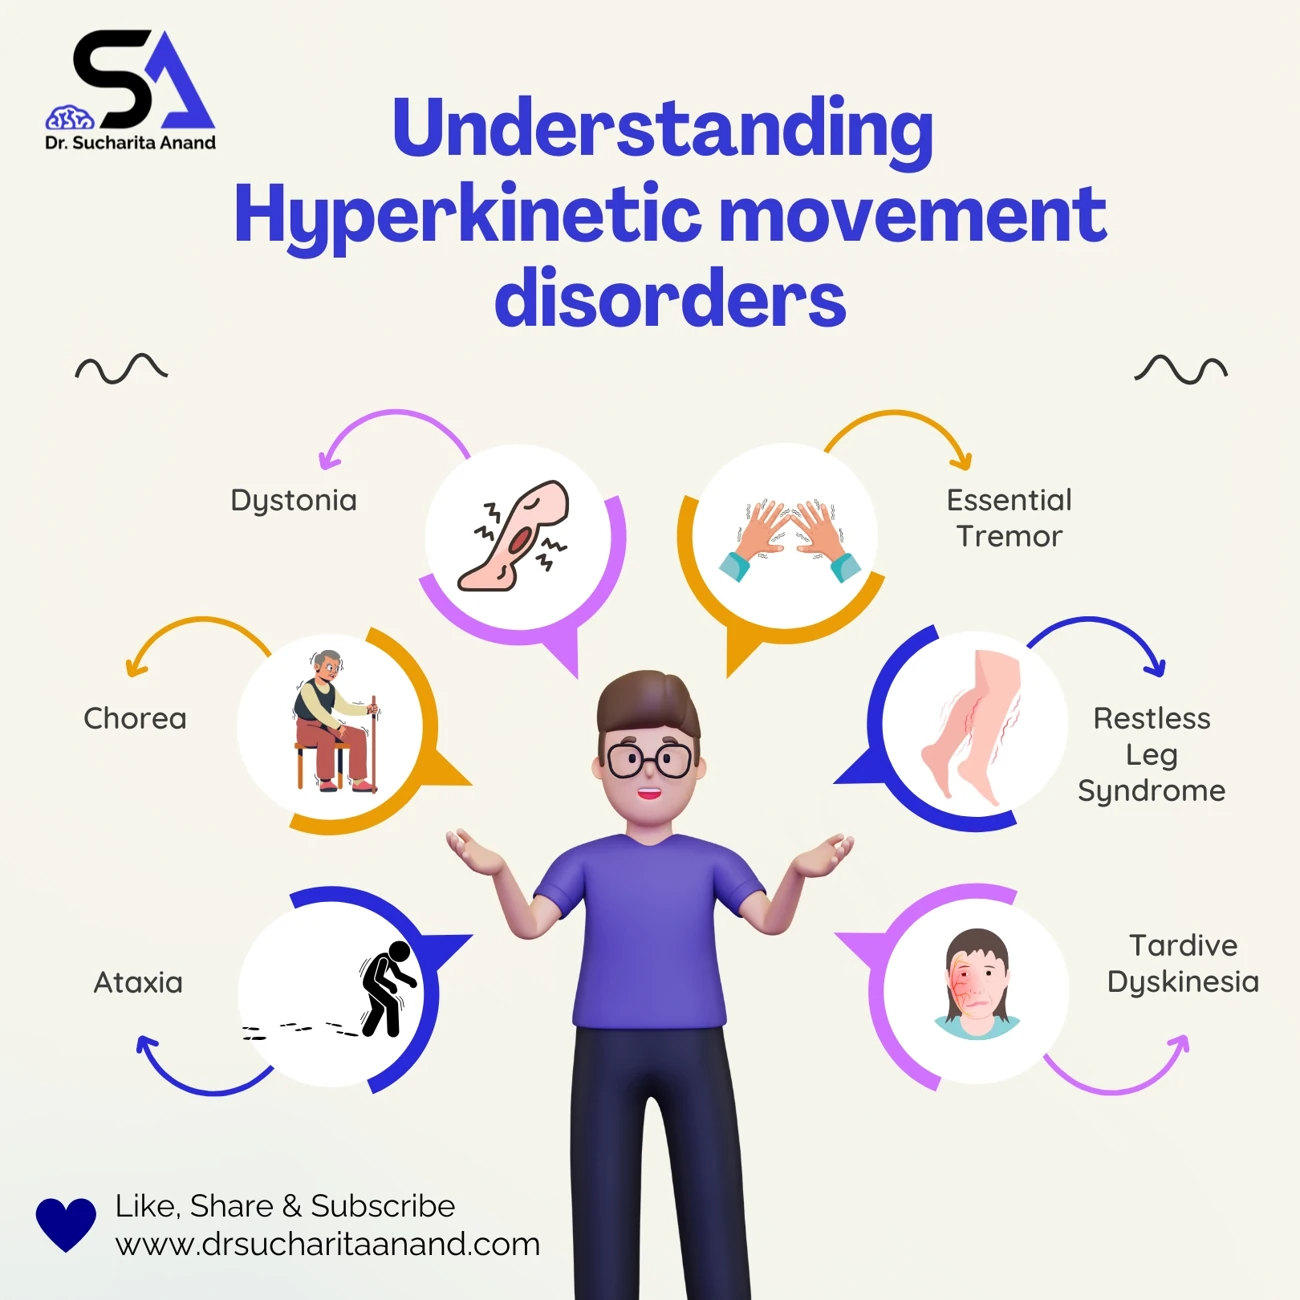 SA
Dr. Sucharita Anand
Understanding
Hyperkinetic movement
disorders
Dystonia
Essential
Tremor
Chorea
Restless
Leg
Syndrome
Ataxia
Tardive
Dyskinesia
Like, Share & Subscribe
www.drsucharitaanand.com